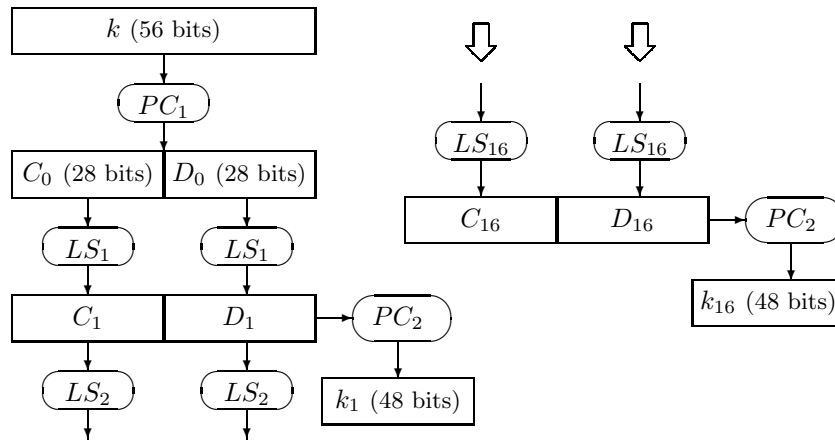 k (56 bits)
PC₁
C₀ (28 bits) D₀ (28 bits)
LS₁ LS₁
C₁ D₁ PC₂
LS₂ LS₂ k₁ (48 bits)
LS₁₆ LS₁₆
C₁₆ D₁₆ PC₂
k₁₆ (48 bits)